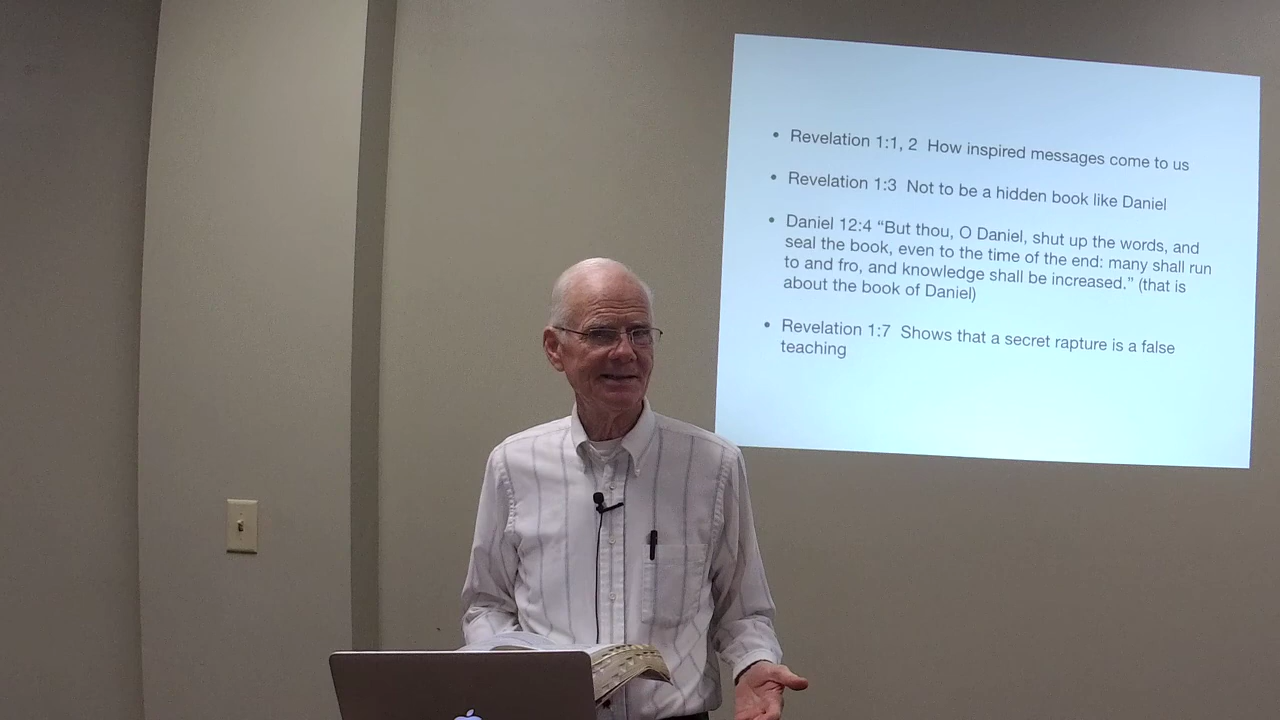 • Revelation 1:1, 2 How inspired messages come to us
• Revelation 1:3 Not to be a hidden book like Daniel
• Daniel 12:4 “But thou, O Daniel, shut up the words, and
seal the book, even to the time of the end: many shall run
to and fro, and knowledge shall be increased.” (that is
about the book of Daniel)
• Revelation 1:7 Shows that a secret rapture is a false
teaching